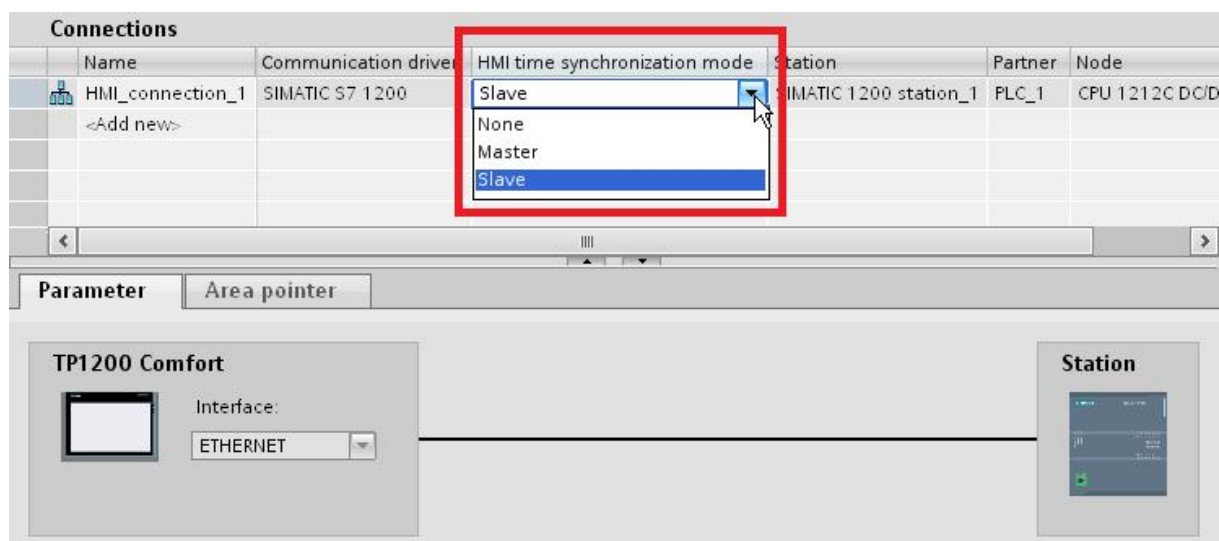 Connections
Name Communication driver HMI time synchronization mode Station Partner Node
HMI_connection_1 SIMATIC S7 1200 Slave SIMATIC 1200 station_1 PLC_1 CPU 1212C DC/D
<Add new> None
Master
Slave
Parameter Area pointer
TP1200 Comfort Station
Interface:
ETHERNET